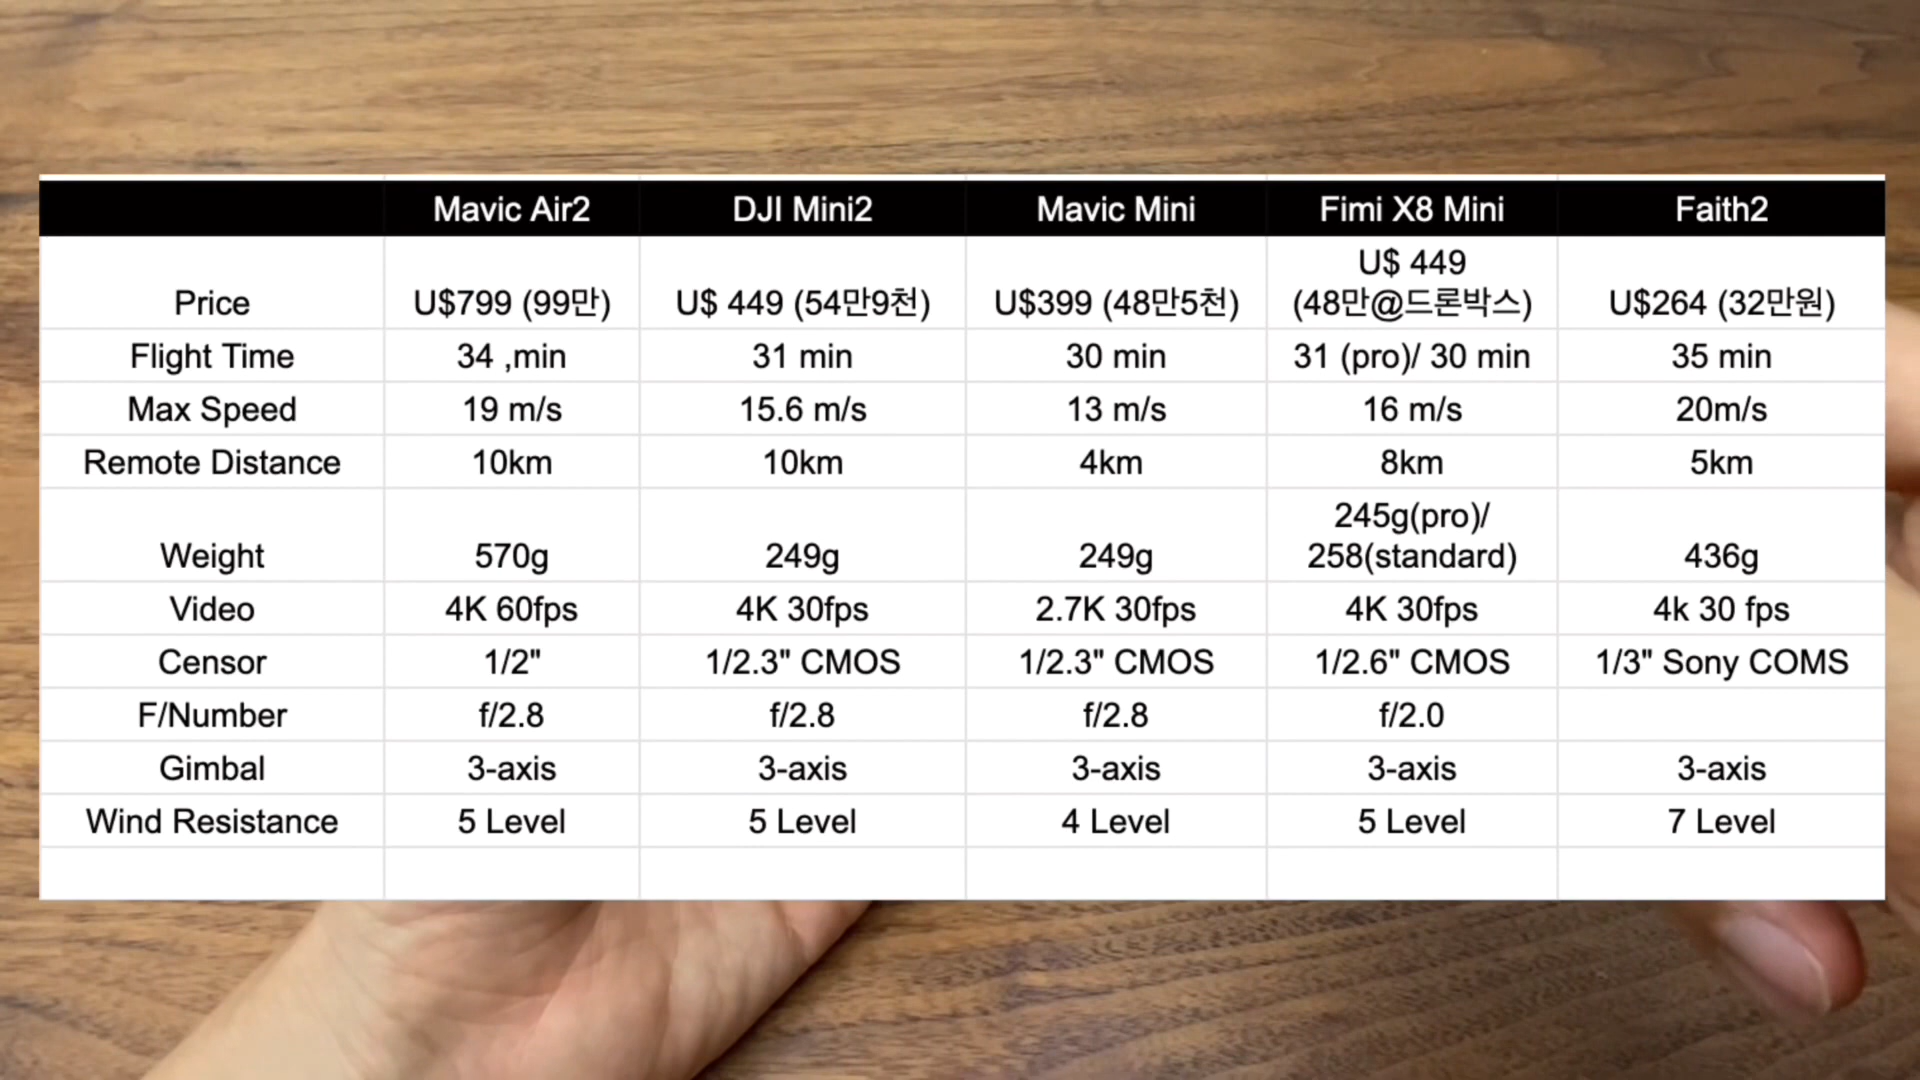 Mavic Air2 DJI Mini2 Mavic Mini Fimi X8 Mini Faith2
Price U$799 (99만) U$ 449 (54만9천) U$399 (48만5천) U$ 449 (48만@드론박스) U$264 (32만원)
Flight Time 34 ,min 31 min 30 min 31 (pro)/ 30 min 35 min
Max Speed 19 m/s 15.6 m/s 13 m/s 16 m/s 20m/s
Remote Distance 10km 10km 4km 8km 5km
Weight 570g 249g 249g 245g(pro)/ 258(standard) 436g
Video 4K 60fps 4K 30fps 2.7K 30fps 4K 30fps 4k 30 fps
Censor 1/2" 1/2.3" CMOS 1/2.3" CMOS 1/2.6" CMOS 1/3" Sony COMS
F/Number f/2.8 f/2.8 f/2.8 f/2.0
Gimbal 3-axis 3-axis 3-axis 3-axis 3-axis
Wind Resistance 5 Level 5 Level 4 Level 5 Level 7 Level